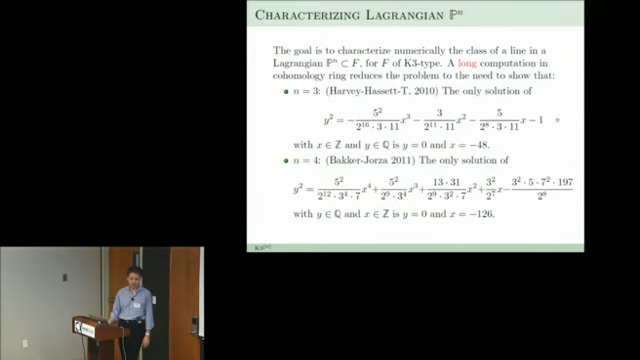 Characterizing Lagrangian ℙⁿ
The goal is to characterize numerically the class of a line in a
Lagrangian ℙⁿ ⊂ F, for F of K3-type. A long computation in
cohomology ring reduces the problem to the need to show that:
n = 3: (Harvey-Hassett-T. 2010) The only solution of
y² = −5²/(2¹⁶·3·11) x³ − 3/(2¹¹·11) x² − 5/(2⁸·3·11) x − 1
with x ∈ ℤ and y ∈ ℚ is y = 0 and x = −48.
n = 4: (Bakker-Jorza 2011) The only solution of
y² = 5²/(2¹²·3⁴·7) x⁴ + 5²/(2⁹·3⁴) x³ + 13·31/(2⁹·3²·7) x² + 3²/2⁷ x − 3²·5·7²·197/2⁸
with y ∈ ℚ and x ∈ ℤ is y = 0 and x = −126.
K3[n]